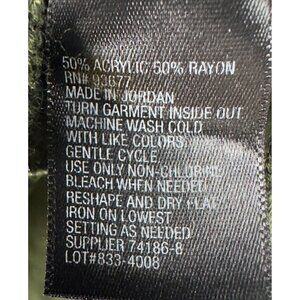 50% ACRYLIC 50% RAYON
RN# 93677
MADE IN JORDAN
TURN GARMENT INSIDE OUT
MACHINE WASH COLD
WITH LIKE COLORS
GENTLE CYCLE
USE ONLY NON-CHLORINE
BLEACH WHEN NEEDED
RESHAPE AND DRY FLAT
IRON ON LOWEST
SETTING AS NEEDED
SUPPLIER 74186-8
LOT#833-4008